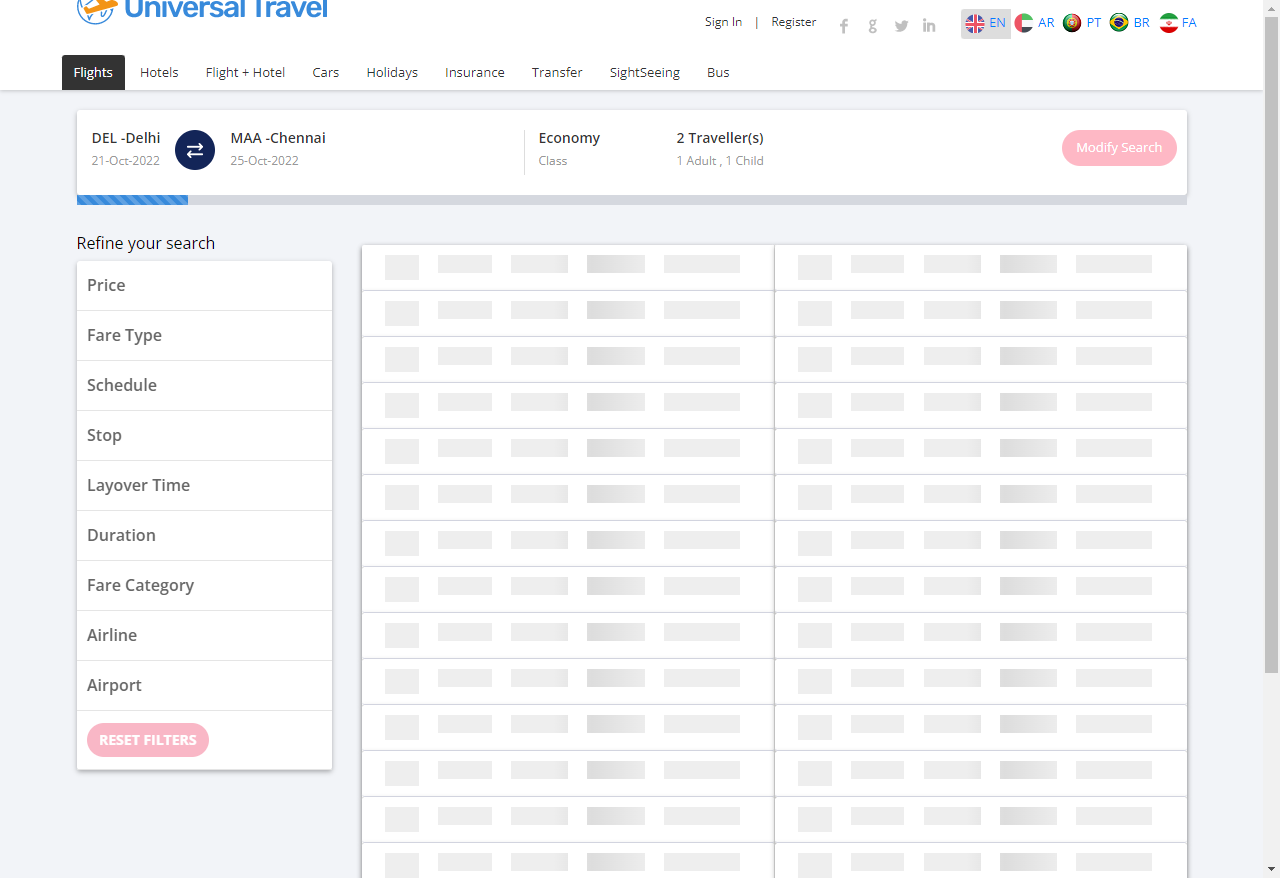 Universal Travel
Sign In | Register
EN AR PT BR FA
Flights Hotels Flight + Hotel Cars Holidays Insurance Transfer SightSeeing Bus
DEL -Delhi MAA -Chennai Economy 2 Traveller(s)
21-Oct-2022 25-Oct-2022 Class 1 Adult , 1 Child
Modify Search
Refine your search
Price
Fare Type
Schedule
Stop
Layover Time
Duration
Fare Category
Airline
Airport
RESET FILTERS